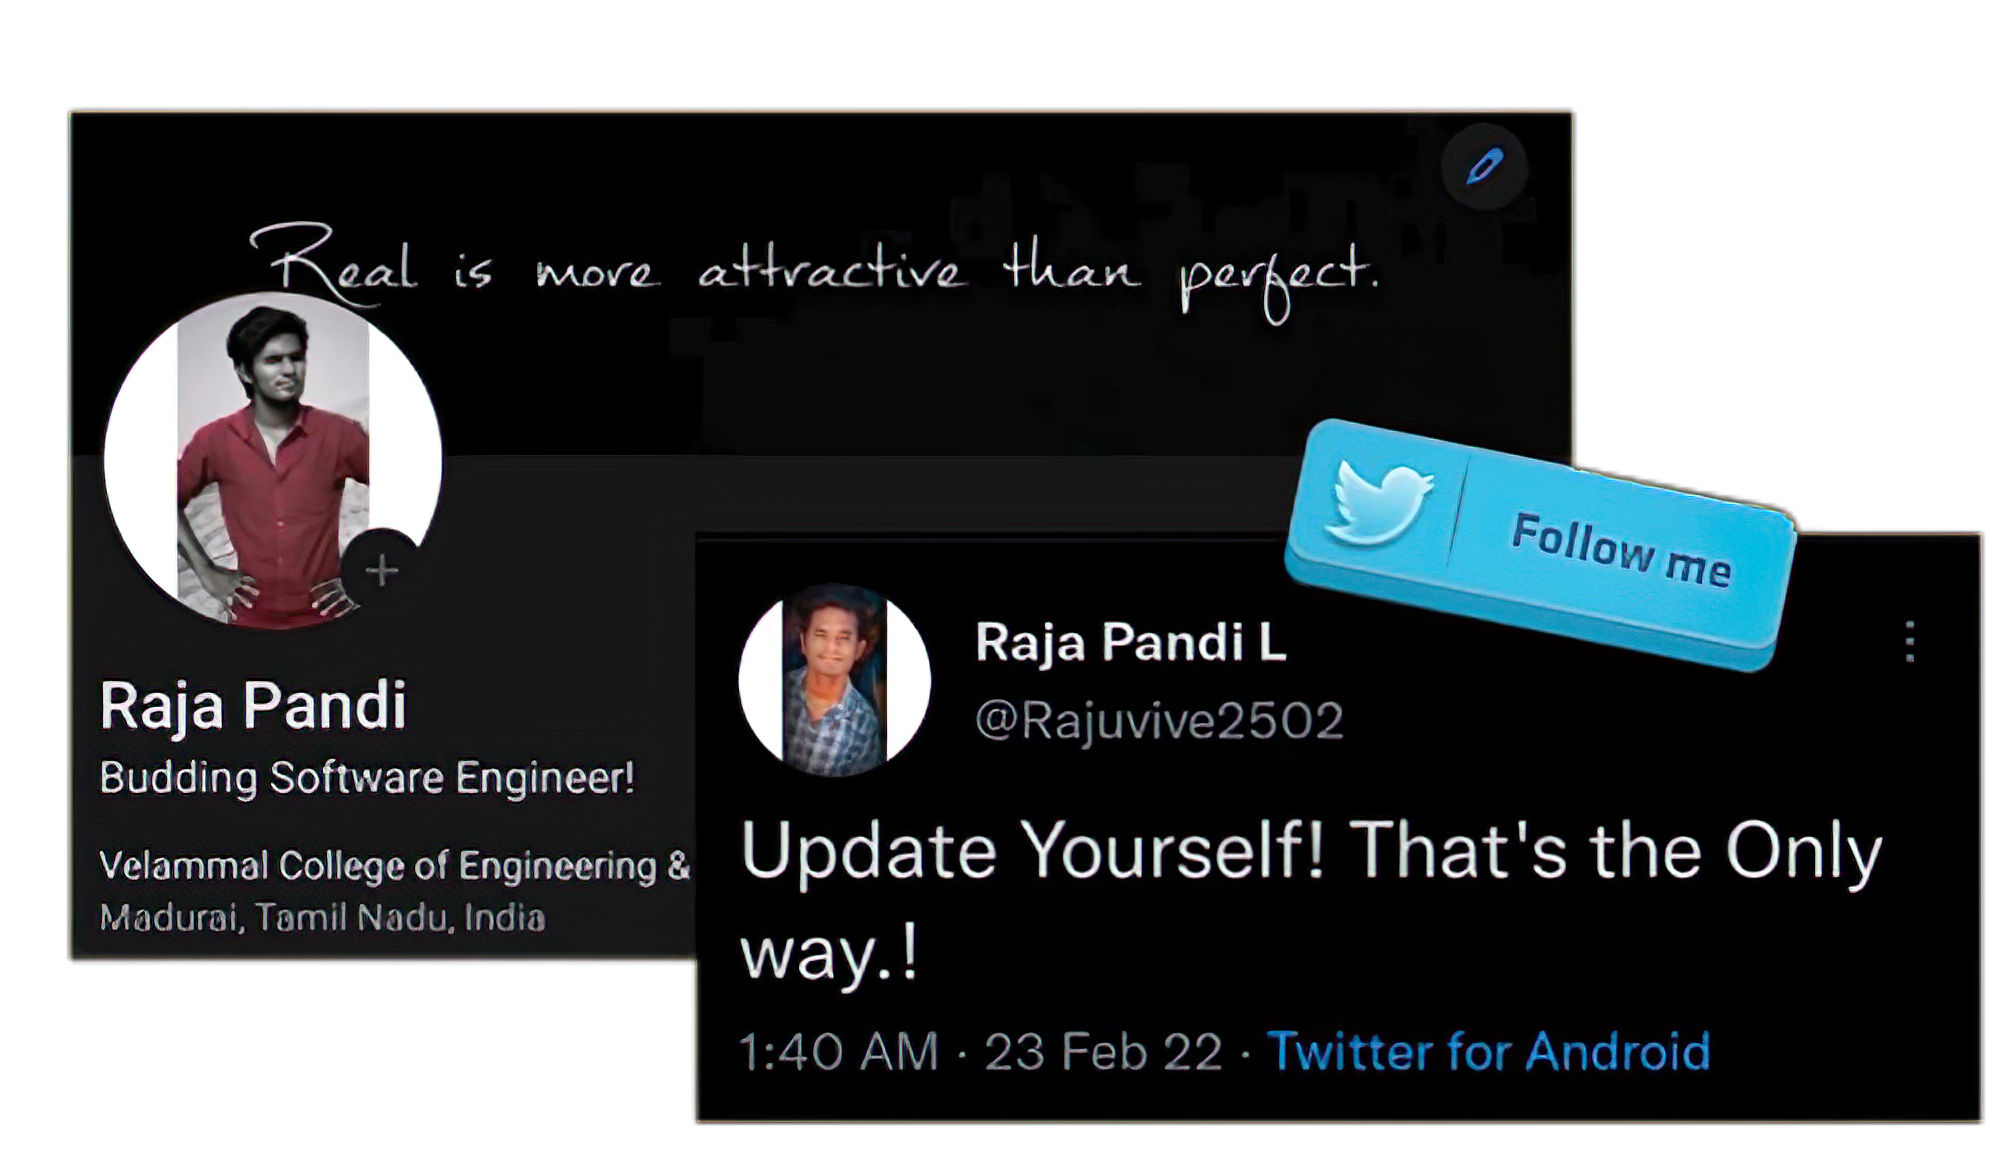 Real is more attractive than perfect.
Raja Pandi
Budding Software Engineer!
Velammal College of Engineering &
Madurai, Tamil Nadu, India
Follow me
Raja Pandi L
@Rajuvive2502
Update Yourself! That's the Only
way.!
1:40 AM · 23 Feb 22 · Twitter for Android